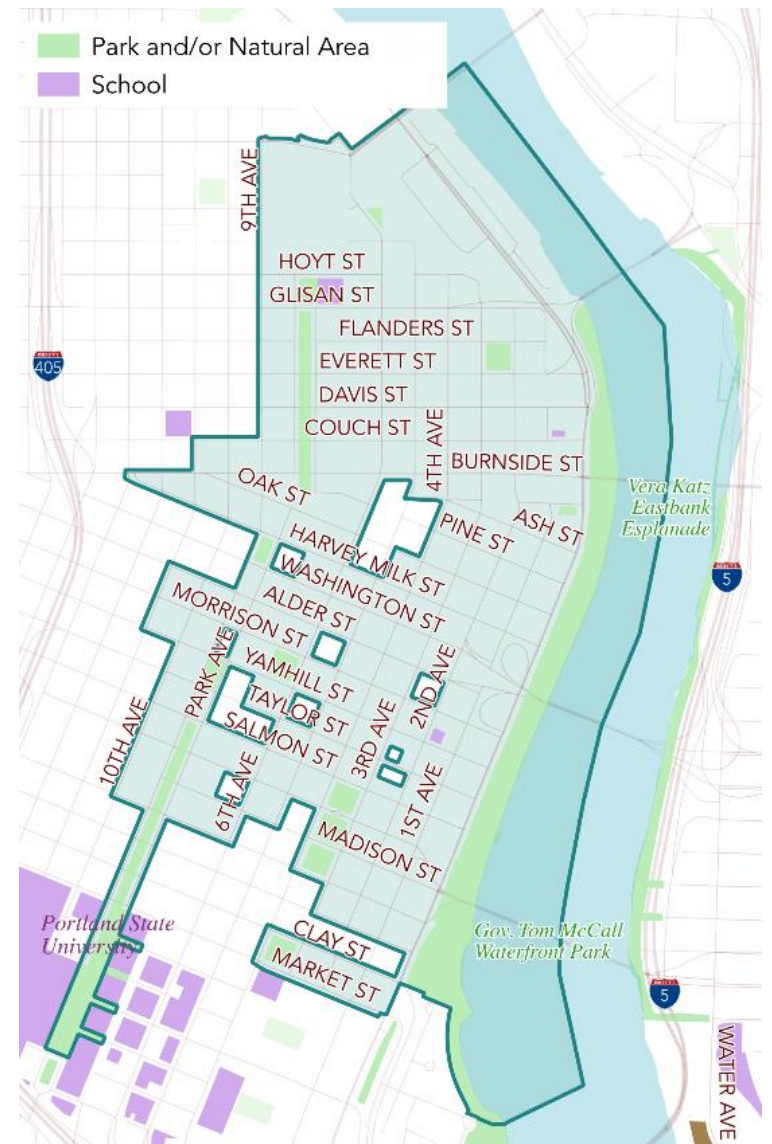 Park and/or Natural Area
School
9TH AVE
HOYT ST
GLISAN ST
FLANDERS ST
405
EVERETT ST
DAVIS ST
COUCH ST
4TH AVE
BURNSIDE ST
OAK ST
Vera Katz
Eastbank
Esplanade
PINE ST
ASH ST
HARVEY MILK ST
WASHINGTON ST
5
ALDER ST
MORRISON ST
PARK AVE
YAMHILL ST
2ND AVE
TAYLOR ST
3RD AVE
SALMON ST
10TH AVE
6TH AVE
1ST AVE
MADISON ST
Portland State
University
CLAY ST
Gov. Tom McCall
Waterfront Park
MARKET ST
5
WATER AVE